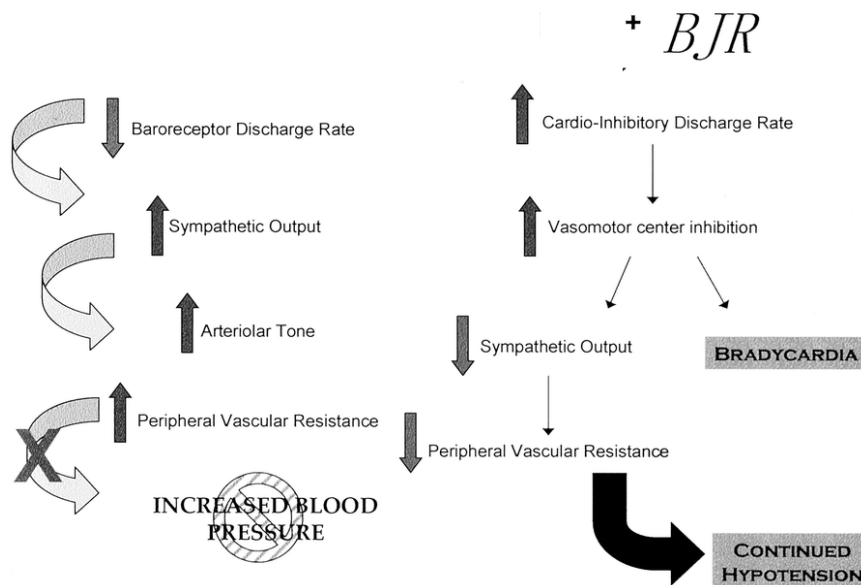 + BJR
Baroreceptor Discharge Rate
Sympathetic Output
Arteriolar Tone
Peripheral Vascular Resistance
X
INCREASED BLOOD
PRESSURE
Cardio-Inhibitory Discharge Rate
Vasomotor center inhibition
Sympathetic Output
BRADYCARDIA
Peripheral Vascular Resistance
CONTINUED
HYPOTENSION